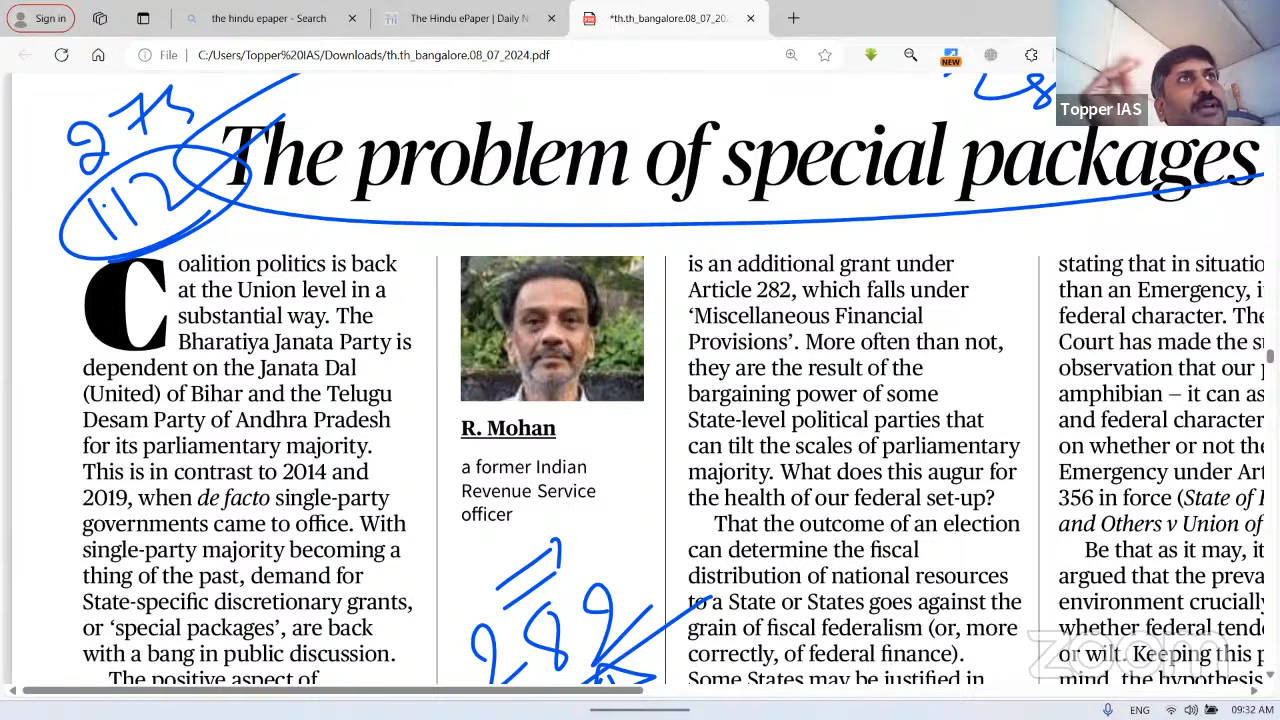 Sign in
the hindu epaper - Search
The Hindu ePaper | Daily N
*th.th_bangalore.08_07_202
File
C:/Users/Topper%20IAS/Downloads/th.th_bangalore.08_07_2024.pdf
NEW
Topper IAS
275
112
28
The problem of special packages
Coalition politics is back
at the Union level in a
substantial way. The
Bharatiya Janata Party is
dependent on the Janata Dal
(United) of Bihar and the Telugu
Desam Party of Andhra Pradesh
for its parliamentary majority.
This is in contrast to 2014 and
2019, when de facto single-party
governments came to office. With
single-party majority becoming a
thing of the past, demand for
State-specific discretionary grants,
or ‘special packages’, are back
with a bang in public discussion.
The positive aspect of
R. Mohan
a former Indian
Revenue Service
officer
282
is an additional grant under
Article 282, which falls under
‘Miscellaneous Financial
Provisions’. More often than not,
they are the result of the
bargaining power of some
State-level political parties that
can tilt the scales of parliamentary
majority. What does this augur for
the health of our federal set-up?
That the outcome of an election
can determine the fiscal
distribution of national resources
to a State or States goes against the
grain of fiscal federalism (or, more
correctly, of federal finance).
Some States may be justified in
stating that in situatio
than an Emergency, i
federal character. The
Court has made the su
observation that our p
amphibian – it can as
and federal character
on whether or not the
Emergency under Art
356 in force (State of
and Others v Union of
Be that as it may, it
argued that the preva
environment crucially
whether federal tend
or wilt. Keeping this p
mind, the hypothesis
zoom
ENG
09:32 AM